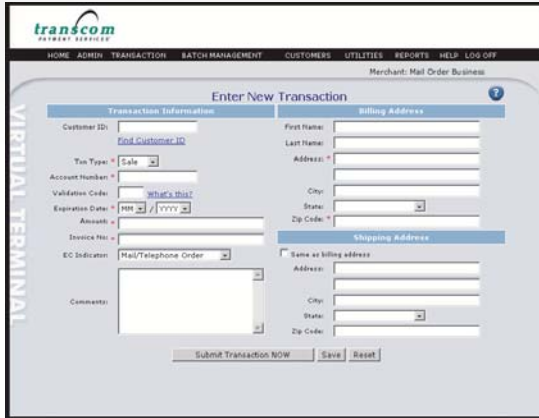 transcom
PAYMENT SERVICES
HOME ADMIN TRANSACTION BATCH MANAGEMENT CUSTOMERS UTILITIES REPORTS HELP LOG OFF
Merchant: Mail Order Business
VIRTUAL TERMINAL
Enter New Transaction
?
Transaction Information
Customer ID:
Find Customer ID
Txn Type: * Sale
Account Number: *
Validation Code: What's this?
Expiration Date: * MM / YYYY
Amount: *
Invoice No: *
EC Indicator: Mail/Telephone Order
Comments:
Billing Address
First Name:
Last Name:
Address: *
City:
State:
Zip Code: *
Shipping Address
Same as billing address
Address:
City:
State:
Zip Code:
Submit Transaction NOW Save Reset